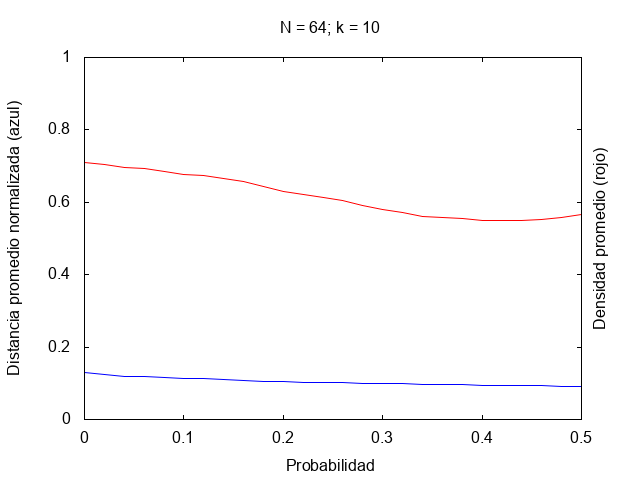 N = 64; k = 10
Distancia promedio normalizada (azul)
1
0.8
0.6
0.4
0.2
0
Densidad promedio (rojo)
0 0.1 0.2 0.3 0.4 0.5
Probabilidad